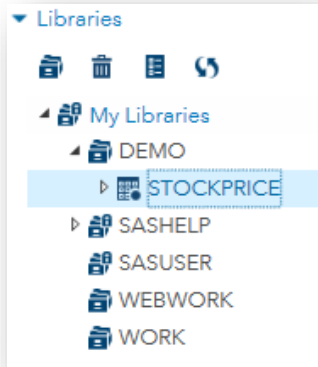 Libraries
My Libraries
DEMO
STOCKPRICE
SASHELP
SASUSER
WEBWORK
WORK